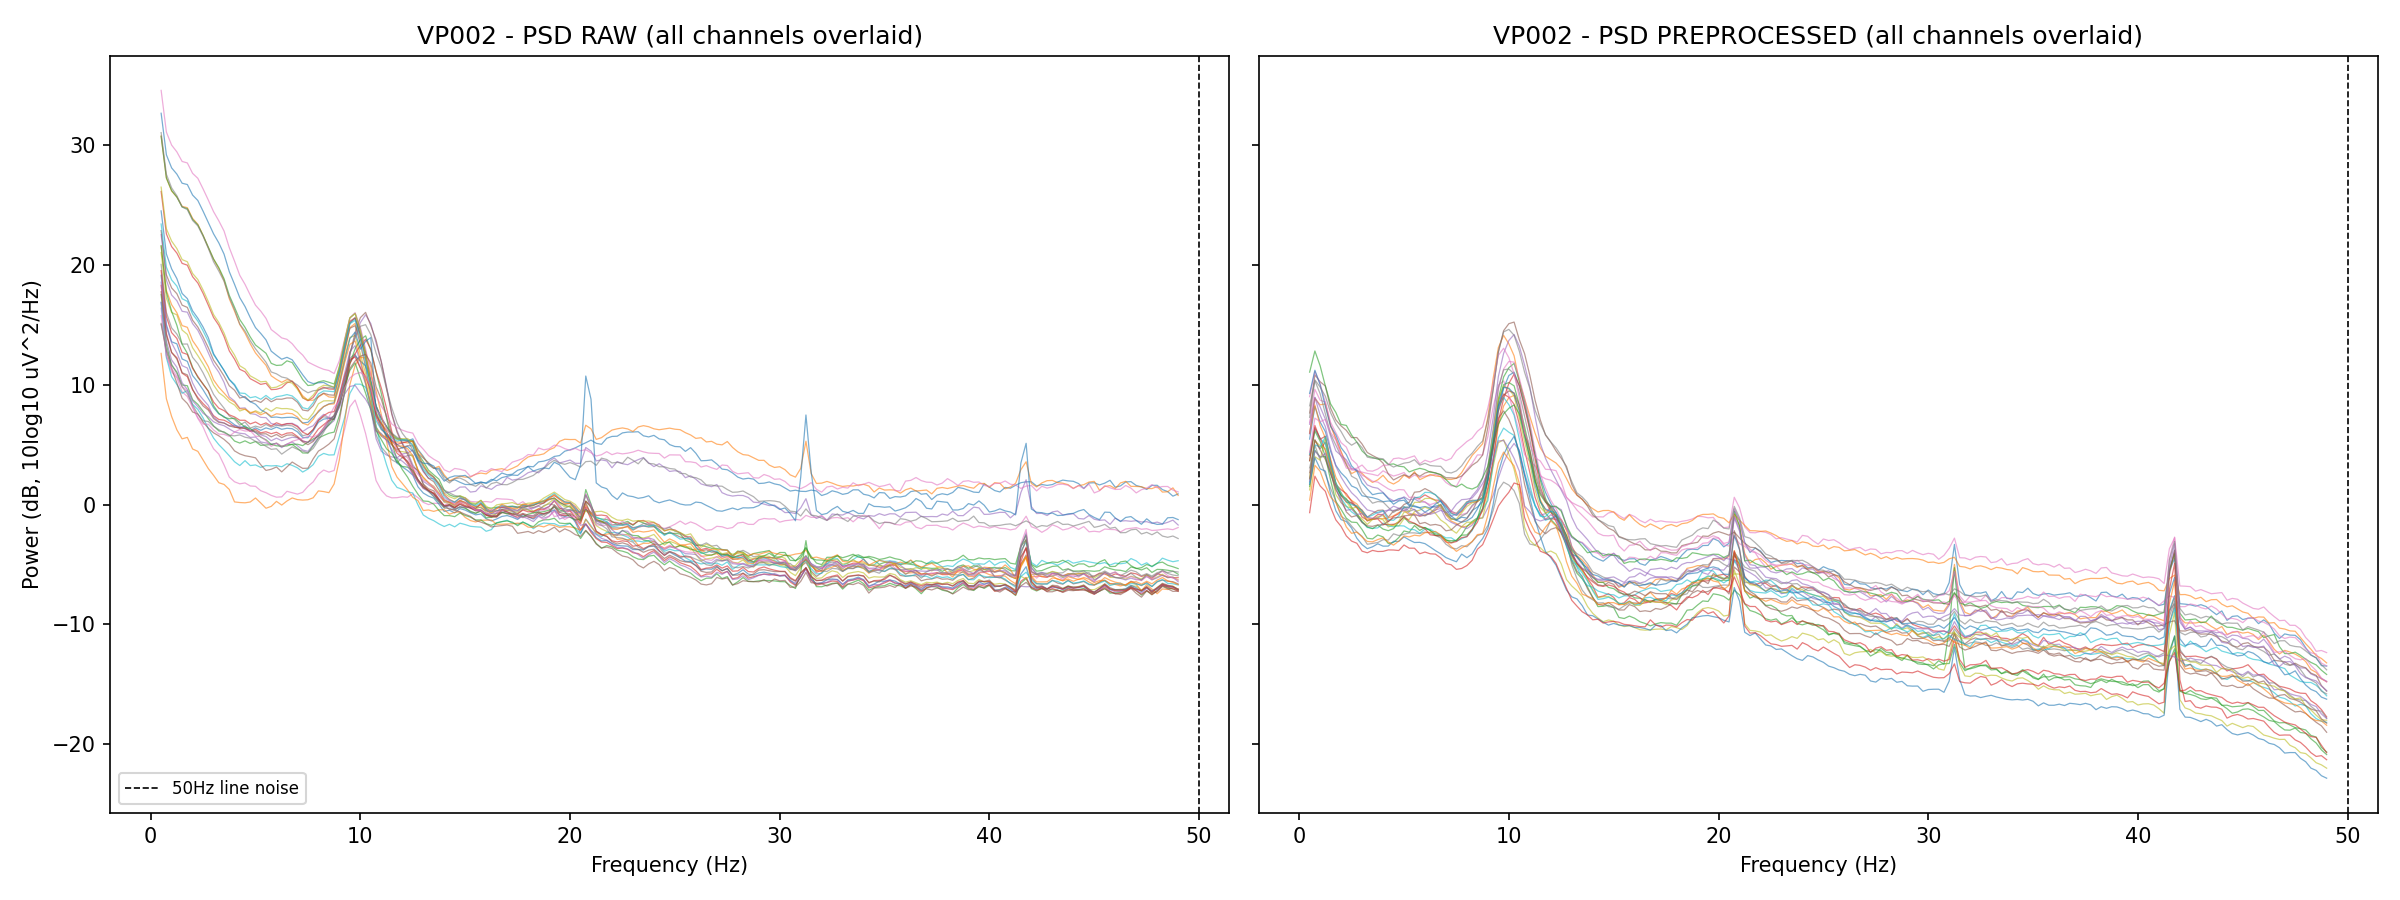 VP002 - PSD RAW (all channels overlaid)
VP002 - PSD PREPROCESSED (all channels overlaid)
Power (dB, 10log10 uV^2/Hz)
30
20
10
0
−10
−20
50Hz line noise
0 10 20 30 40 50
0 10 20 30 40 50
Frequency (Hz)
Frequency (Hz)